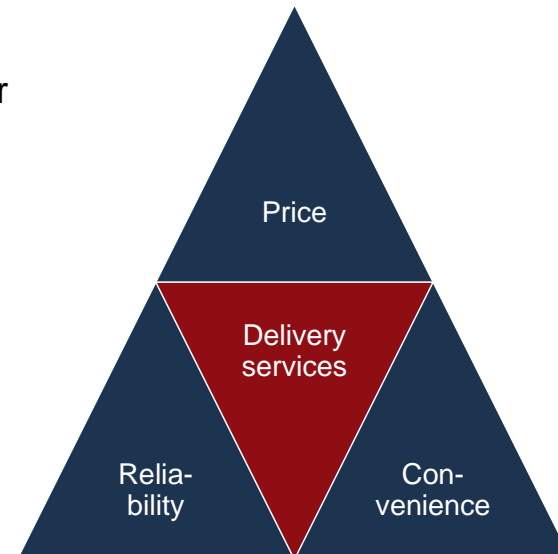 r
Price
Delivery
services
Relia-
bility
Con-
venience